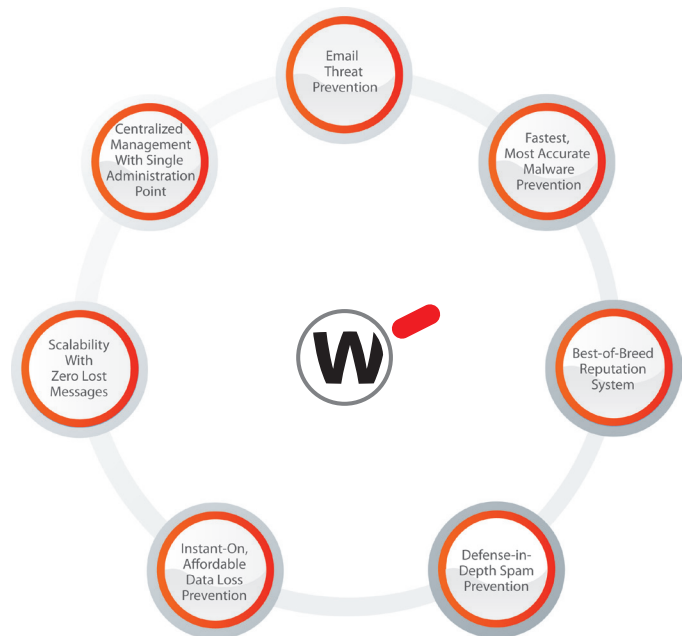 Email
Threat
Prevention
Fastest,
Most Accurate
Malware
Prevention
Best-of-Breed
Reputation
System
Defense-in-
Depth Spam
Prevention
Instant-On,
Affordable
Data Loss
Prevention
Scalability
With
Zero Lost
Messages
Centralized
Management
With Single
Administration
Point
W